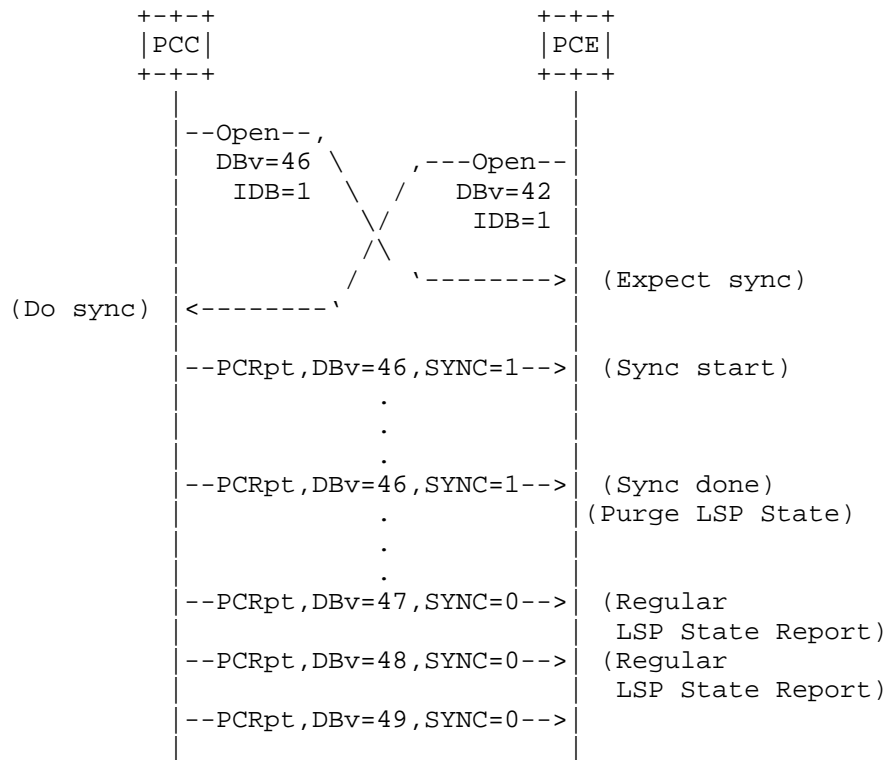 +-+-+                    +-+-+
|PCC|                    |PCE|
+-+-+                    +-+-+
|                        |
|--Open--,               |
| DBv=46 \ ,---Open--|
| IDB=1 \ / DBv=42 |
| \/ IDB=1 |
| /\ |
| / `-------->| (Expect sync)
(Do sync) |<--------` |
| |
|--PCRpt,DBv=46,SYNC=1-->| (Sync start)
| . |
| . |
| . |
|--PCRpt,DBv=46,SYNC=1-->| (Sync done)
| . |(Purge LSP State)
| . |
| . |
|--PCRpt,DBv=47,SYNC=0-->| (Regular
| | LSP State Report)
|--PCRpt,DBv=48,SYNC=0-->| (Regular
| | LSP State Report)
|--PCRpt,DBv=49,SYNC=0-->|
| |